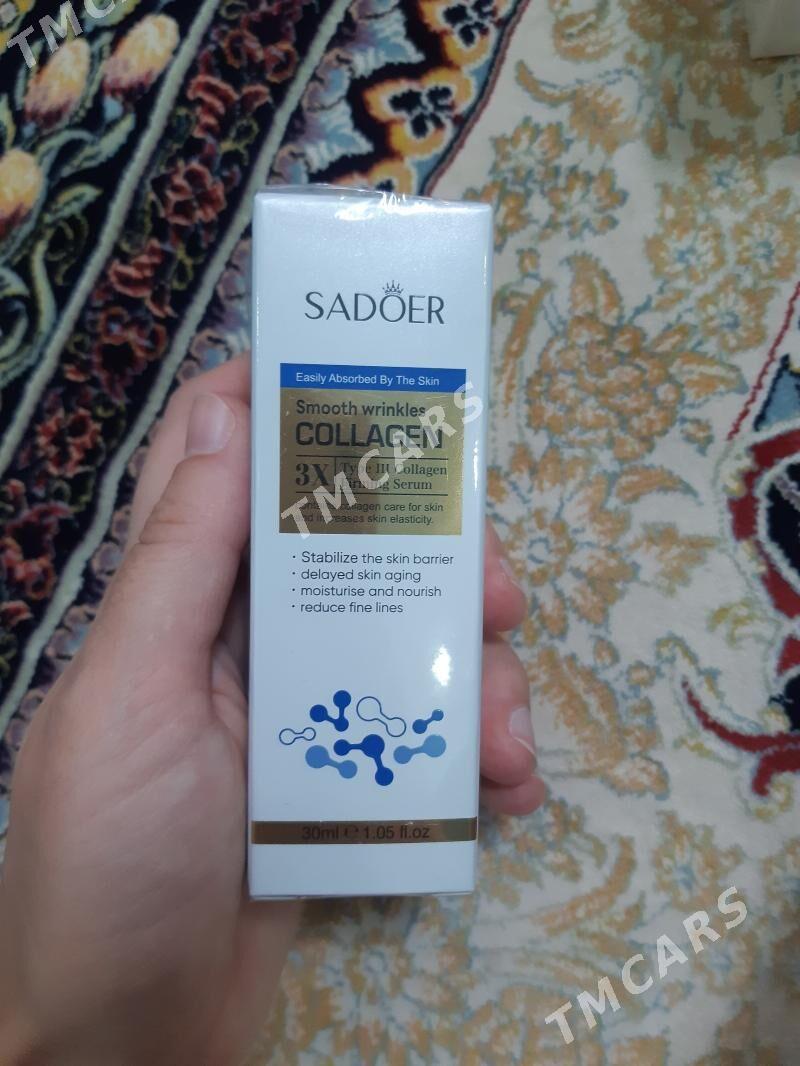 TMCARS
SADOER
Easily Absorbed By The Skin
Smooth wrinkles
COLLAGEN
3X
Collagen
Serum
collagen care for skin
skin elasticity.
TMCARS
· Stabilize the skin barrier
· delayed skin aging
· moisturise and nourish
· reduce fine lines
30ml ℮ 1.05 fl.oz
TMCARS